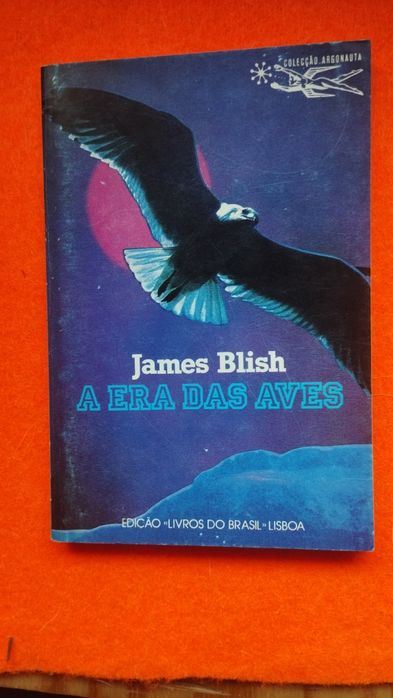 COLECÇÃO ARGONAUTA
James Blish
A ERA DAS AVES
EDIÇÃO «LIVROS DO BRASIL» LISBOA